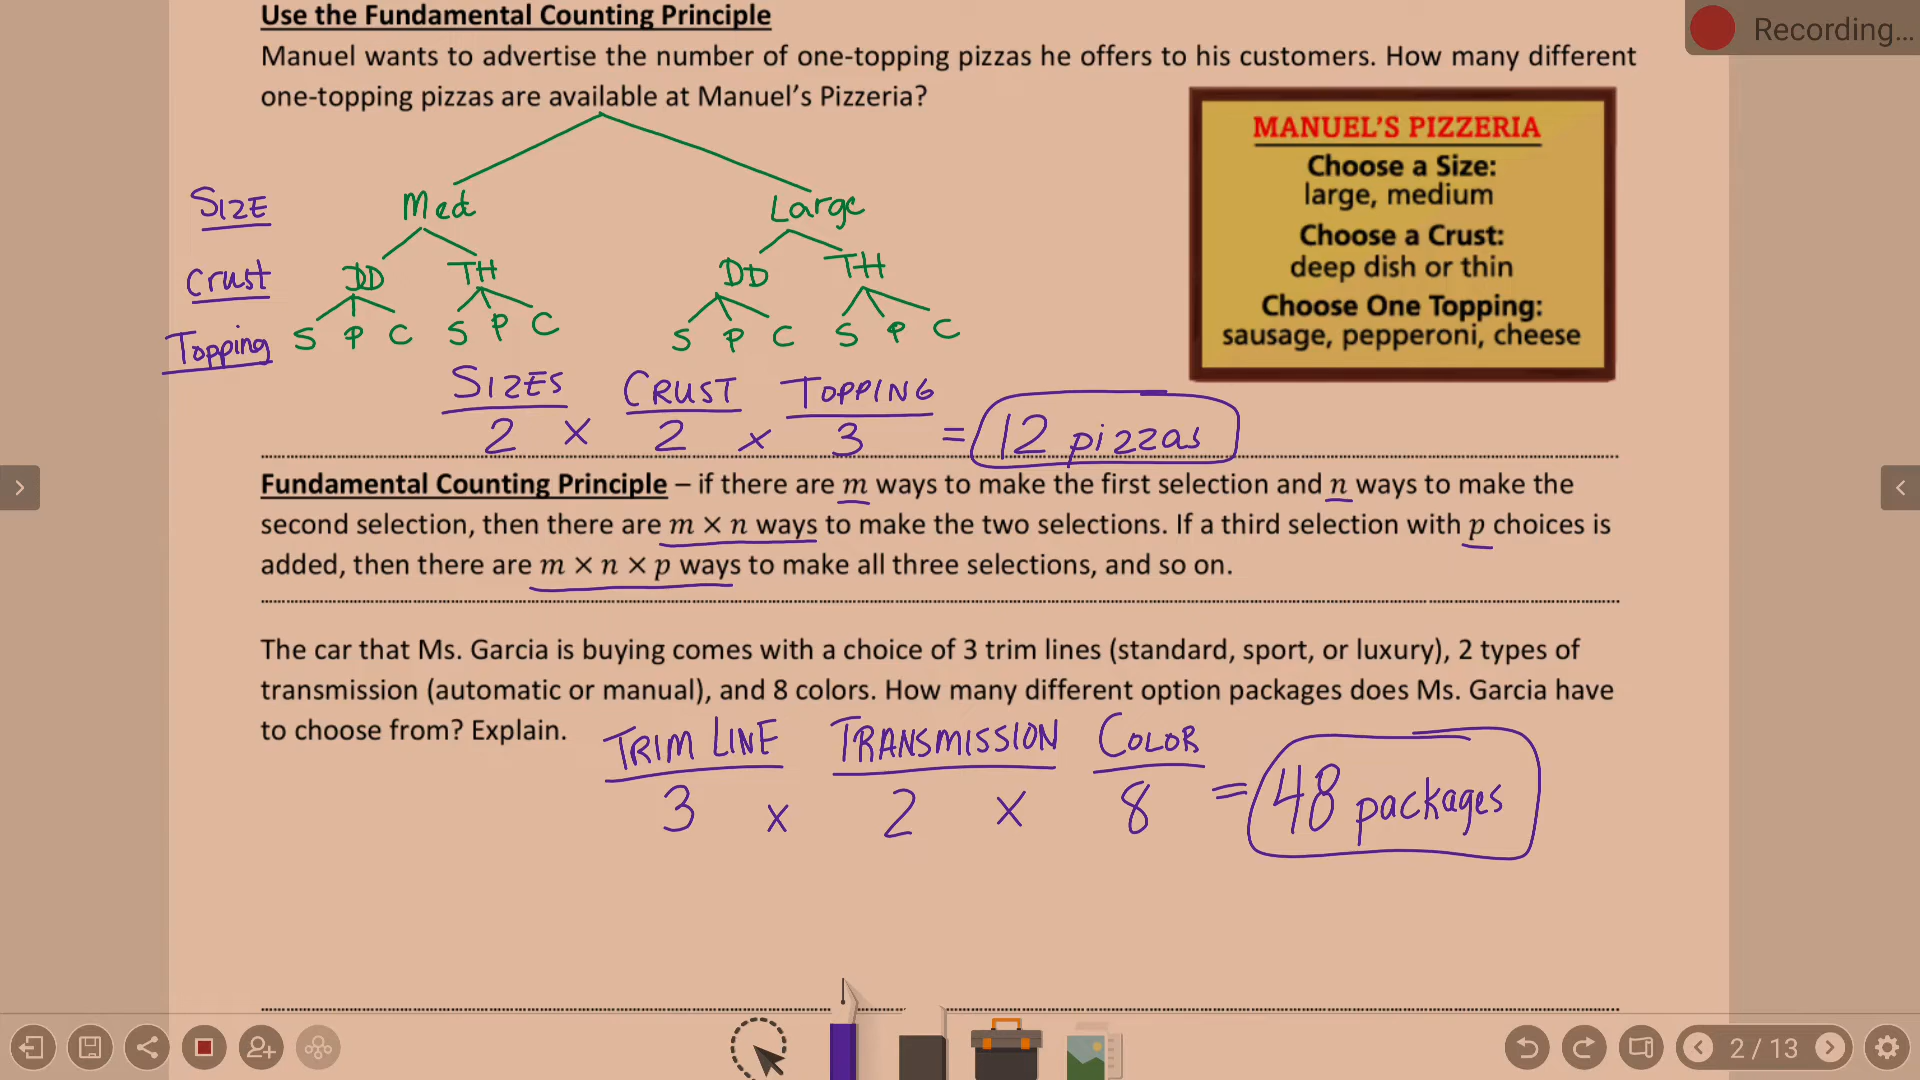 Use the Fundamental Counting Principle
Recording...
Manuel wants to advertise the number of one-topping pizzas he offers to his customers. How many different
one-topping pizzas are available at Manuel's Pizzeria?
MANUEL'S PIZZERIA
Choose a Size:
large, medium
Choose a Crust:
deep dish or thin
Choose One Topping:
sausage, pepperoni, cheese
SIZE Med Large
Crust DD TH DD TH
Topping S P C S P C S P C S P C
SIZES CRUST TOPPING
2 × 2 × 3 = 12 pizzas
Fundamental Counting Principle – if there are m ways to make the first selection and n ways to make the
second selection, then there are m × n ways to make the two selections. If a third selection with p choices is
added, then there are m × n × p ways to make all three selections, and so on.
The car that Ms. Garcia is buying comes with a choice of 3 trim lines (standard, sport, or luxury), 2 types of
transmission (automatic or manual), and 8 colors. How many different option packages does Ms. Garcia have
to choose from? Explain.
TRIM LINE TRANSMISSION COLOR
3 × 2 × 8 = 48 packages
2 / 13